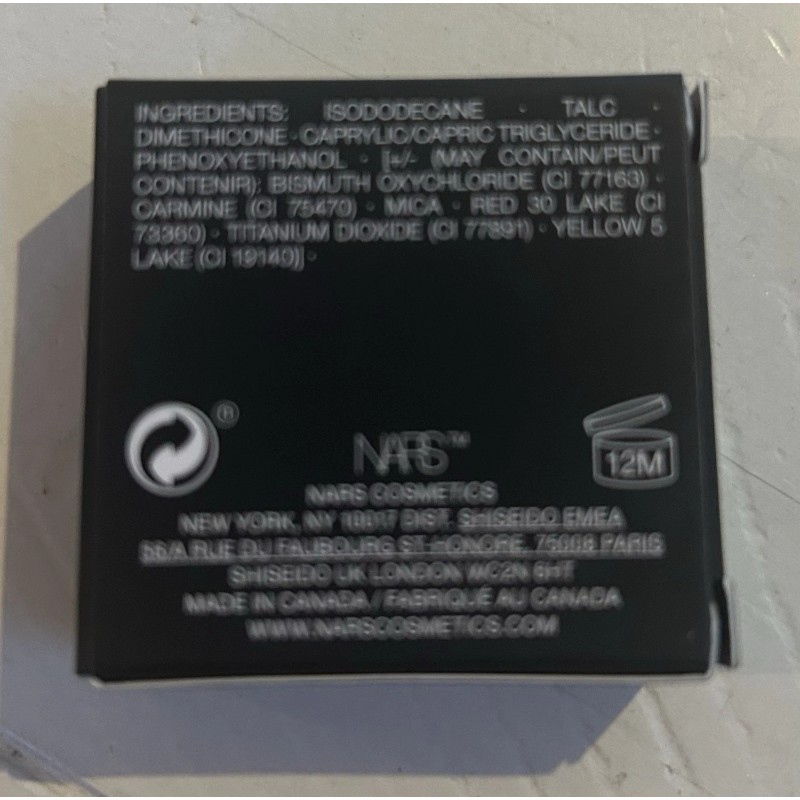 INGREDIENTS: ISODODECANE · TALC ·
DIMETHICONE · CAPRYLIC/CAPRIC TRIGLYCERIDE ·
PHENOXYETHANOL · [+/- (MAY CONTAIN/PEUT
CONTENIR): BISMUTH OXYCHLORIDE (CI 77163) ·
CARMINE (CI 75470) · MICA · RED 30 LAKE (CI
73360) · TITANIUM DIOXIDE (CI 77891) · YELLOW 5
LAKE (CI 19140)] ·
®
NARS™
12M
NARS COSMETICS
NEW YORK, NY 10017 DIST. SHISEIDO EMEA
56/A RUE DU FAUBOURG ST-HONORE, 75008 PARIS
SHISEIDO UK LONDON WC2N 6HT
MADE IN CANADA / FABRIQUÉ AU CANADA
WWW.NARSCOSMETICS.COM